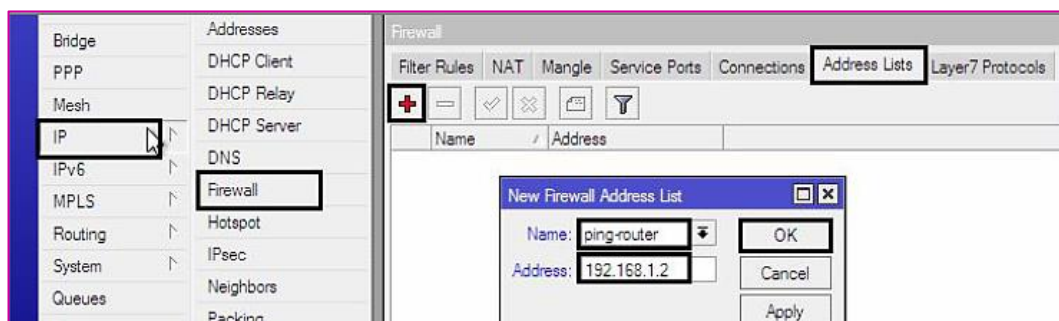 Bridge
PPP
Mesh
IP
IPv6
MPLS
Routing
System
Queues
Addresses
DHCP Client
DHCP Relay
DHCP Server
DNS
Firewall
Hotspot
IPsec
Neighbors
Packing
Firewall
Filter Rules NAT Mangle Service Ports Connections Address Lists Layer7 Protocols
Name Address
New Firewall Address List
Name: ping-router OK
Address: 192.168.1.2 Cancel
Apply